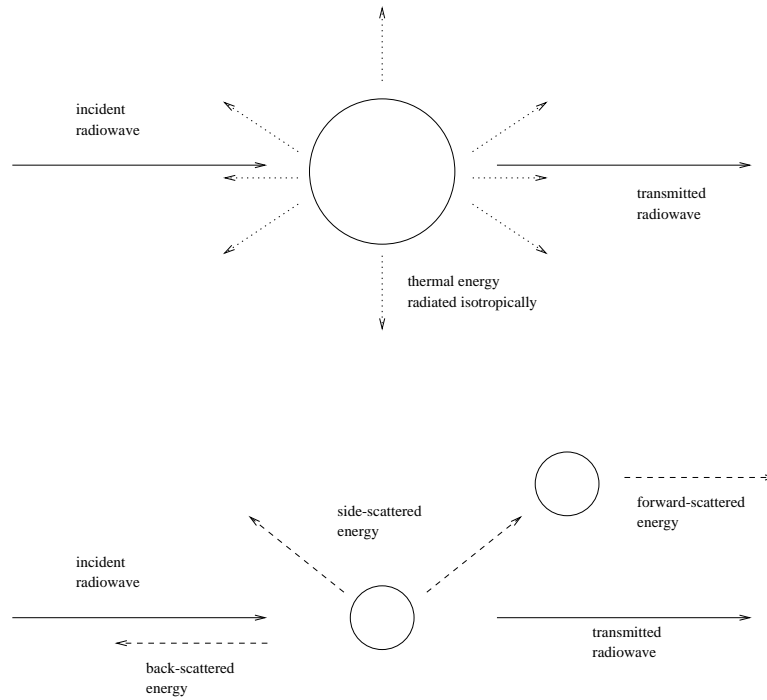 incident
radiowave
transmitted
radiowave
thermal energy
radiated isotropically
side-scattered
energy
forward-scattered
energy
incident
radiowave
transmitted
radiowave
back-scattered
energy